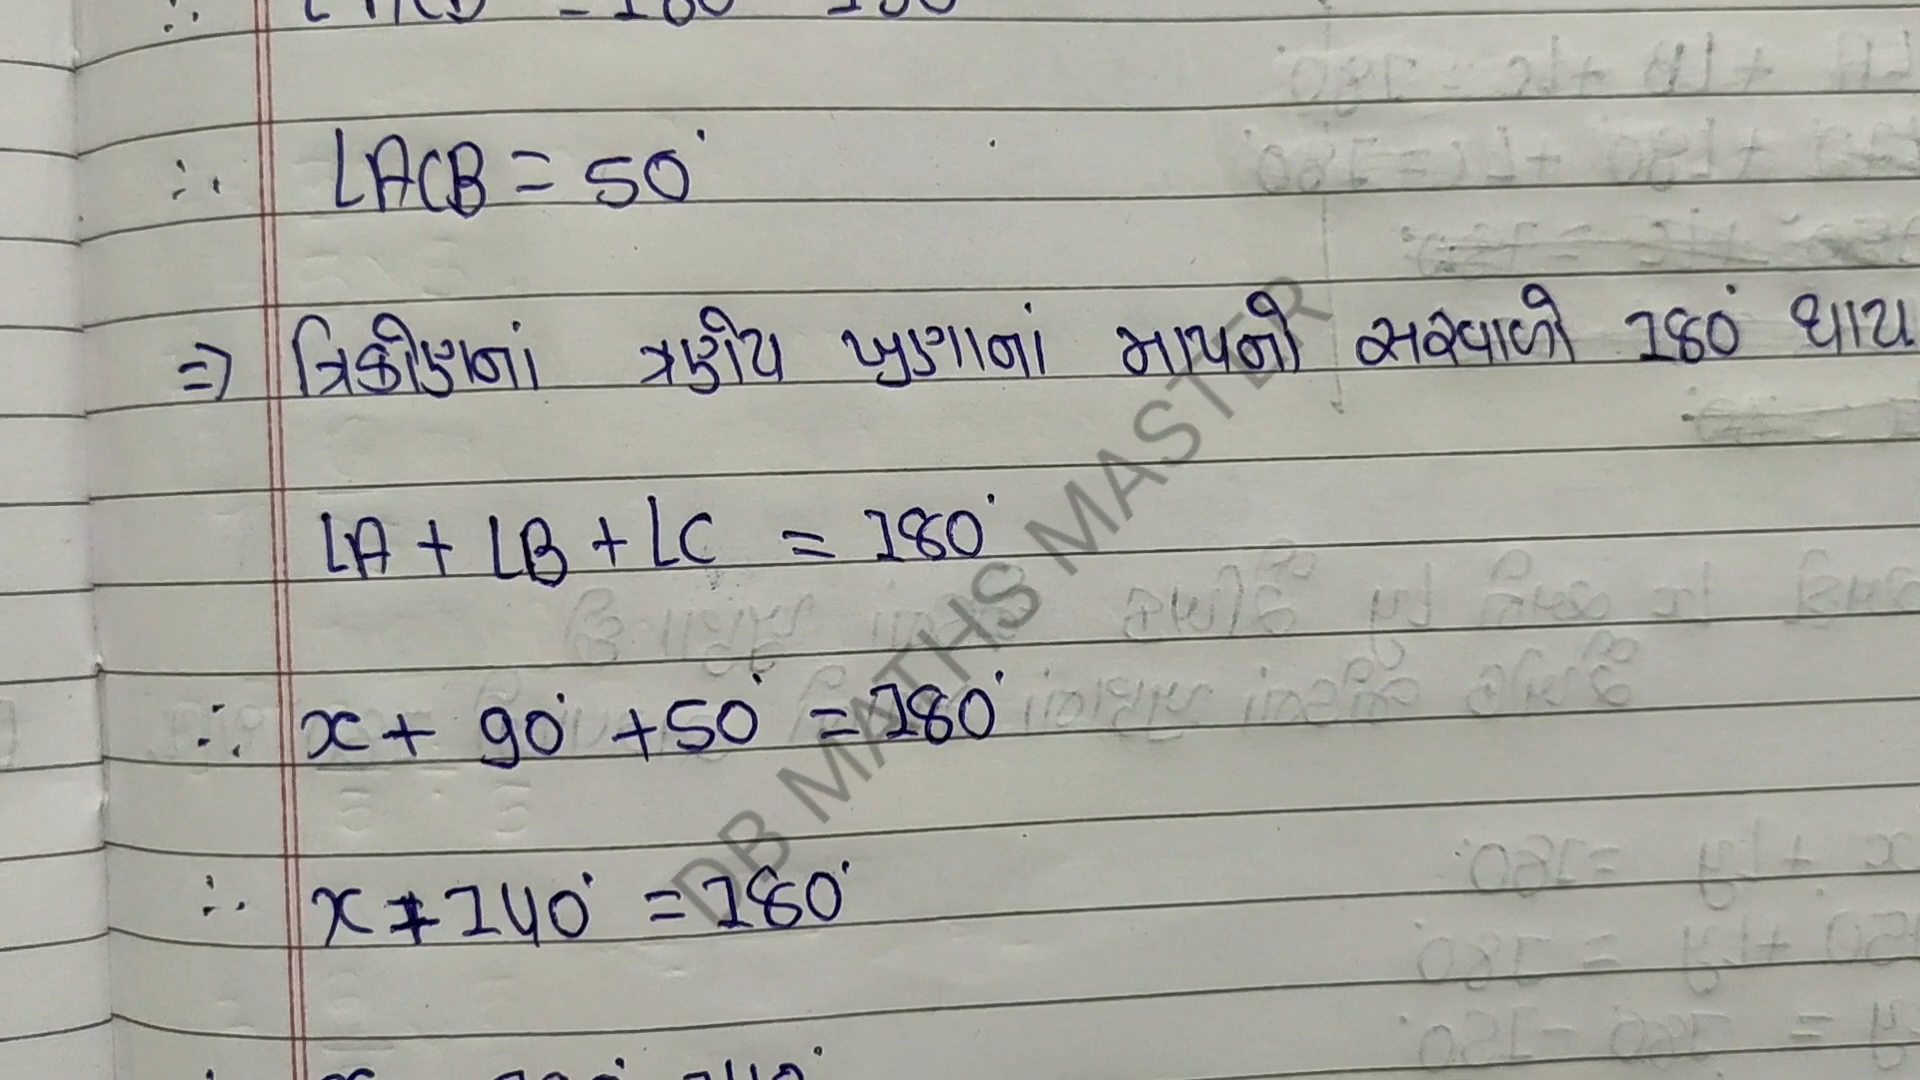 ∴ ∠ACB = 50°
⇒ ત્રિકોણનાં ત્રણેય ખુણાનાં માપનો સરવાળો 180° થાય
∠A + ∠B + ∠C = 180°
∴ x + 90° + 50° = 180°
∴ x + 140° = 180°
DB MATHS MASTER